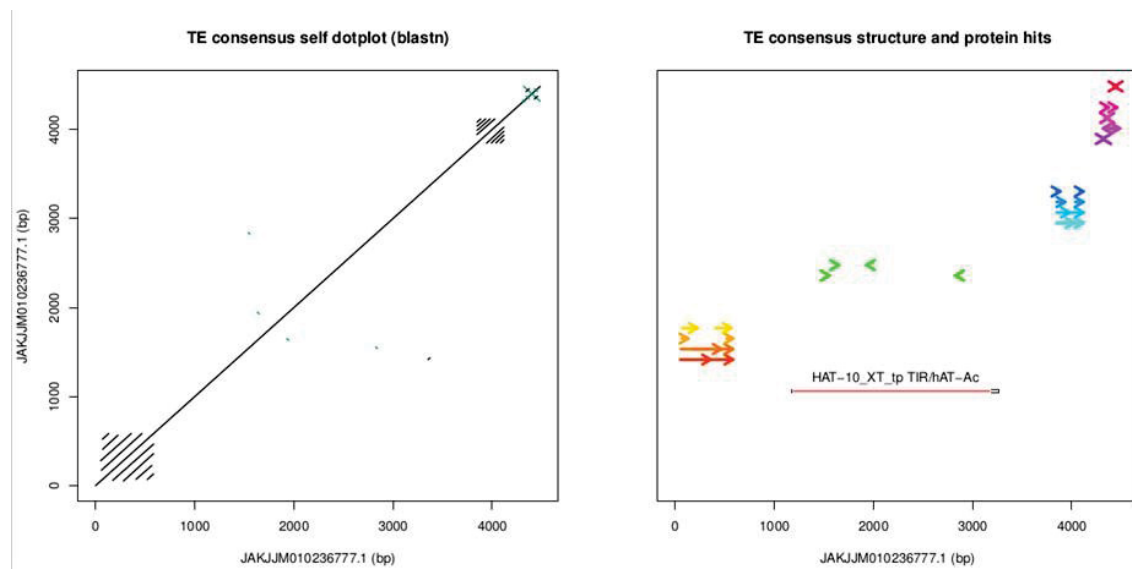 TE consensus self dotplot (blastn)
JAKJJM010236777.1 (bp)
4000
3000
2000
1000
0
0 1000 2000 3000 4000
JAKJJM010236777.1 (bp)
TE consensus structure and protein hits
HAT-10_XT_tp TIR/hAT-Ac
0 1000 2000 3000 4000
JAKJJM010236777.1 (bp)